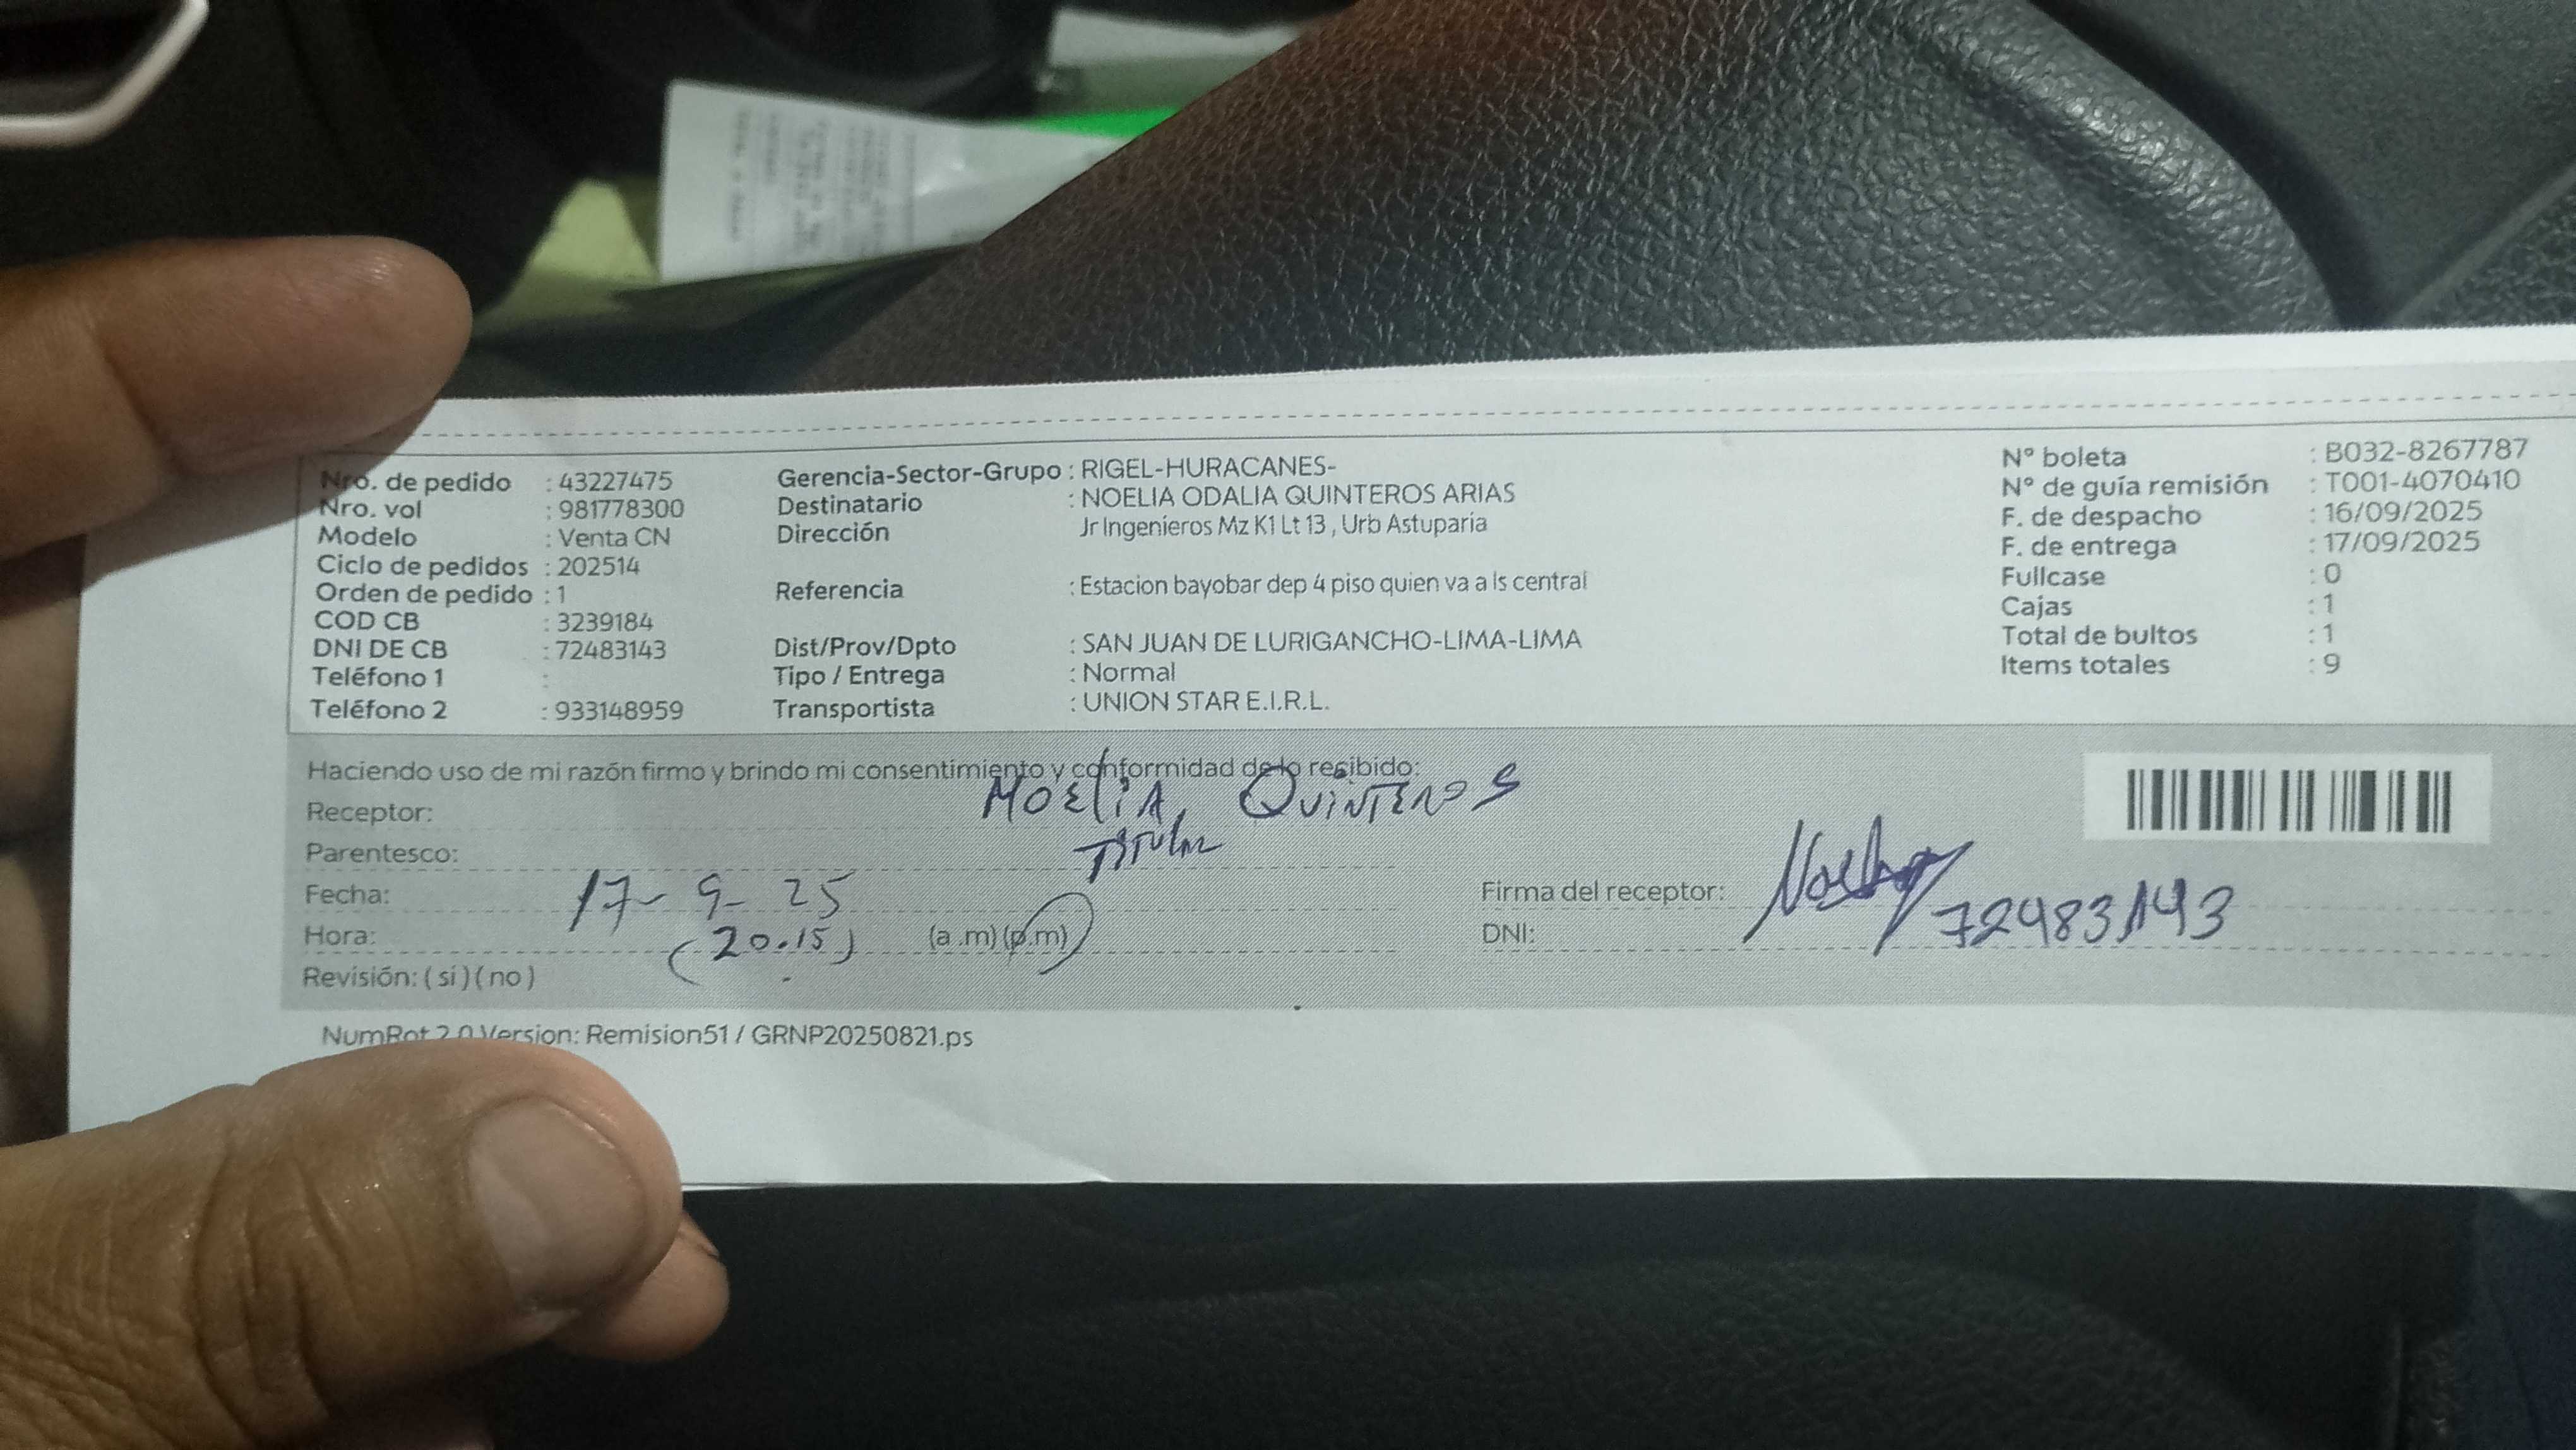 Nro. de pedido : 43227475
Nro. vol : 981778300
Modelo : Venta CN
Ciclo de pedidos : 202514
Orden de pedido : 1
COD CB : 3239184
DNI DE CB : 72483143
Teléfono 1 :
Teléfono 2 : 933148959
Gerencia-Sector-Grupo : RIGEL-HURACANES-
Destinatario : NOELIA ODALIA QUINTEROS ARIAS
Dirección Jr Ingenieros Mz K1 Lt 13 , Urb Astuparia
Referencia : Estacion bayobar dep 4 piso quien va a ls central
Dist/Prov/Dpto : SAN JUAN DE LURIGANCHO-LIMA-LIMA
Tipo / Entrega : Normal
Transportista : UNION STAR E.I.R.L.
N° boleta : B032-8267787
N° de guía remisión : T001-4070410
F. de despacho : 16/09/2025
F. de entrega : 17/09/2025
Fullcase : 0
Cajas : 1
Total de bultos : 1
Items totales : 9
Haciendo uso de mi razón firmo y brindo mi consentimiento y conformidad de lo recibido:
Receptor: NOELIA QUINTEROS
Parentesco: TITULAR
Fecha: 17-9-25
Hora: (20.15) (a.m) (p.m)
Revisión: ( si ) ( no )
Firma del receptor:
DNI: 72483143
NumRot 2.0 Version: Remision51 / GRNP20250821.ps